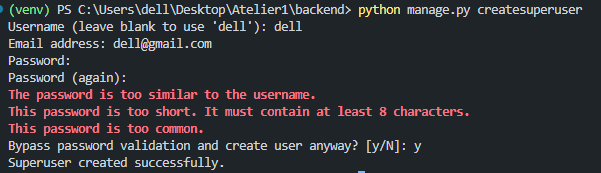 (venv) PS C:\Users\dell\Desktop\Atelier1\backend> python manage.py createsuperuser
Username (leave blank to use 'dell'): dell
Email address: dell@gmail.com
Password:
Password (again):
The password is too similar to the username.
This password is too short. It must contain at least 8 characters.
This password is too common.
Bypass password validation and create user anyway? [y/N]: y
Superuser created successfully.